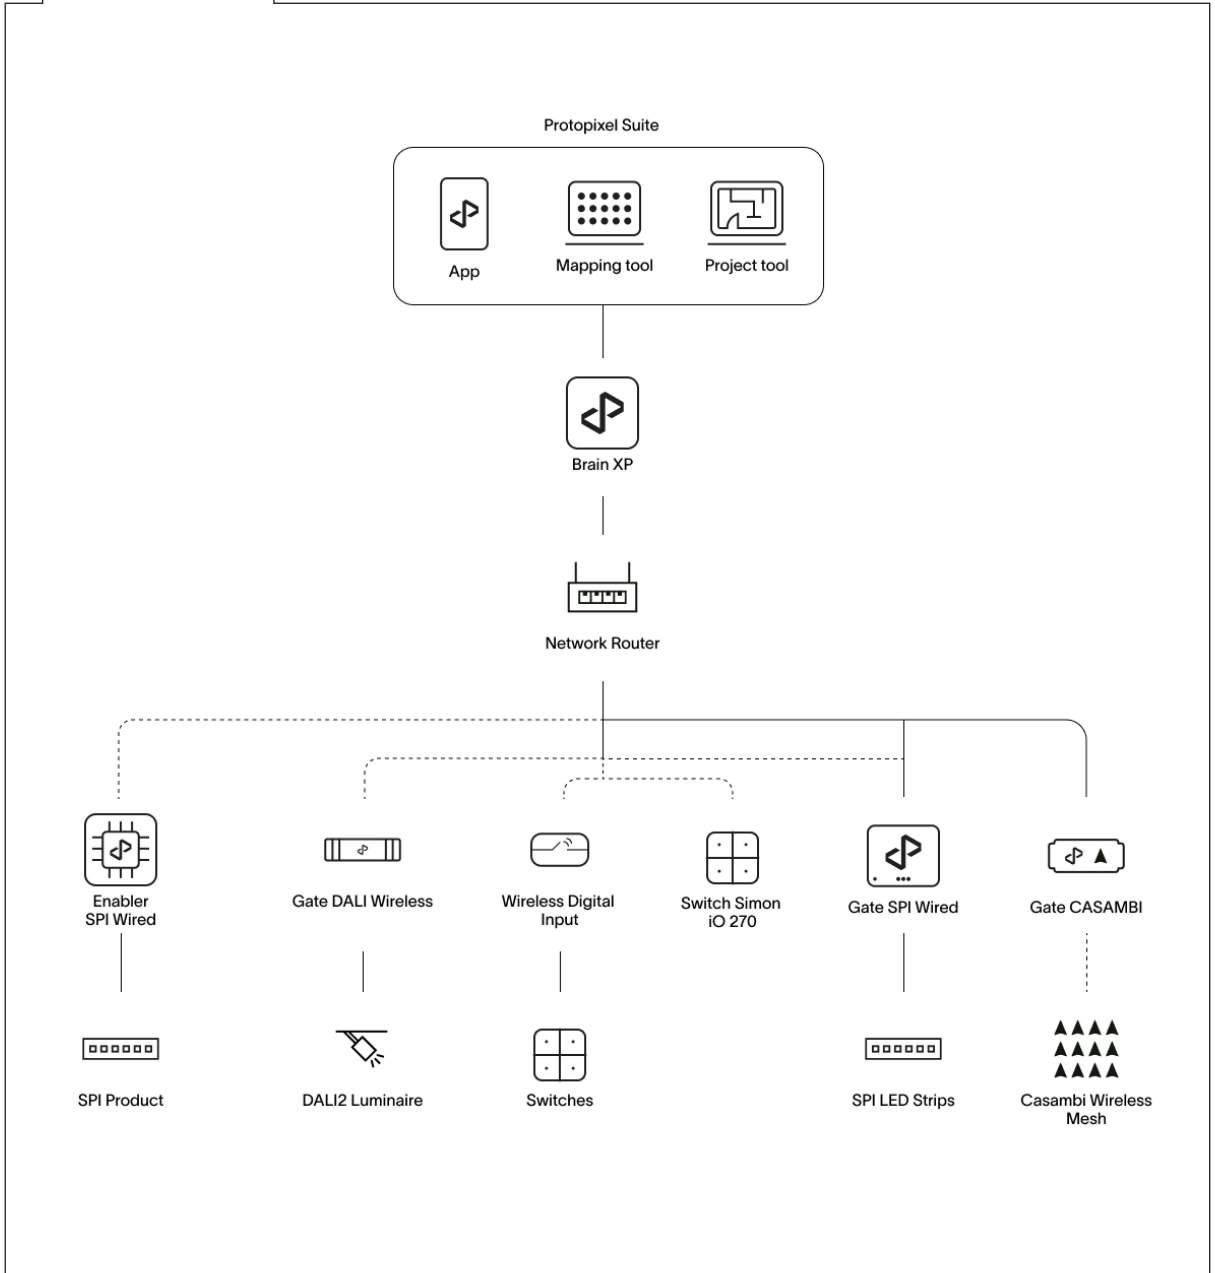 Protopixel Suite
App
Mapping tool
Project tool
Brain XP
Network Router
Enabler
SPI Wired
Gate DALI Wireless
Wireless Digital
Input
Switch Simon
iO 270
Gate SPI Wired
Gate CASAMBI
SPI Product
DALI2 Luminaire
Switches
SPI LED Strips
Casambi Wireless
Mesh